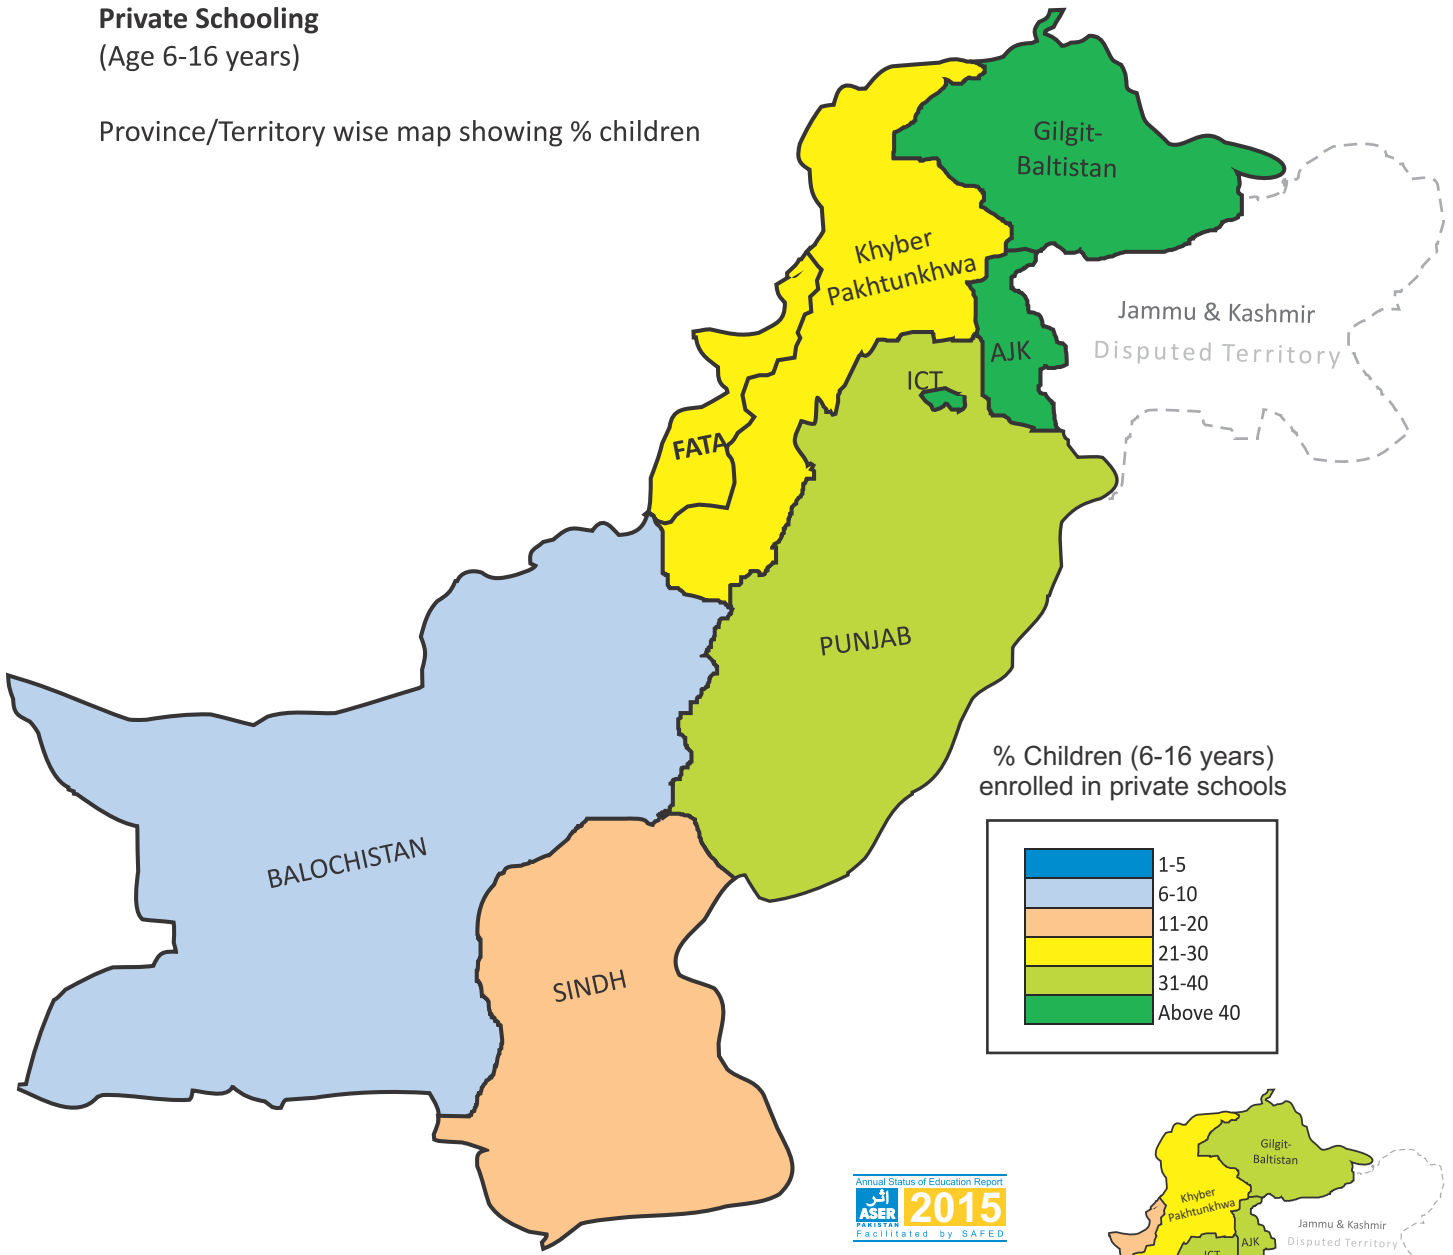 Private Schooling
(Age 6-16 years)
Province/Territory wise map showing % children
Gilgit-
Baltistan
Khyber
Pakhtunkhwa
Jammu & Kashmir
Disputed Territory
AJK
ICT
FATA
PUNJAB
BALOCHISTAN
SINDH
% Children (6-16 years)
enrolled in private schools
1-5
6-10
11-20
21-30
31-40
Above 40
Annual Status of Education Report
اثر
ASER
PAKISTAN
2015
Facilitated by SAFED
Gilgit-
Baltistan
Khyber
Pakhtunkhwa
Jammu & Kashmir
Disputed Territory
AJK
ICT